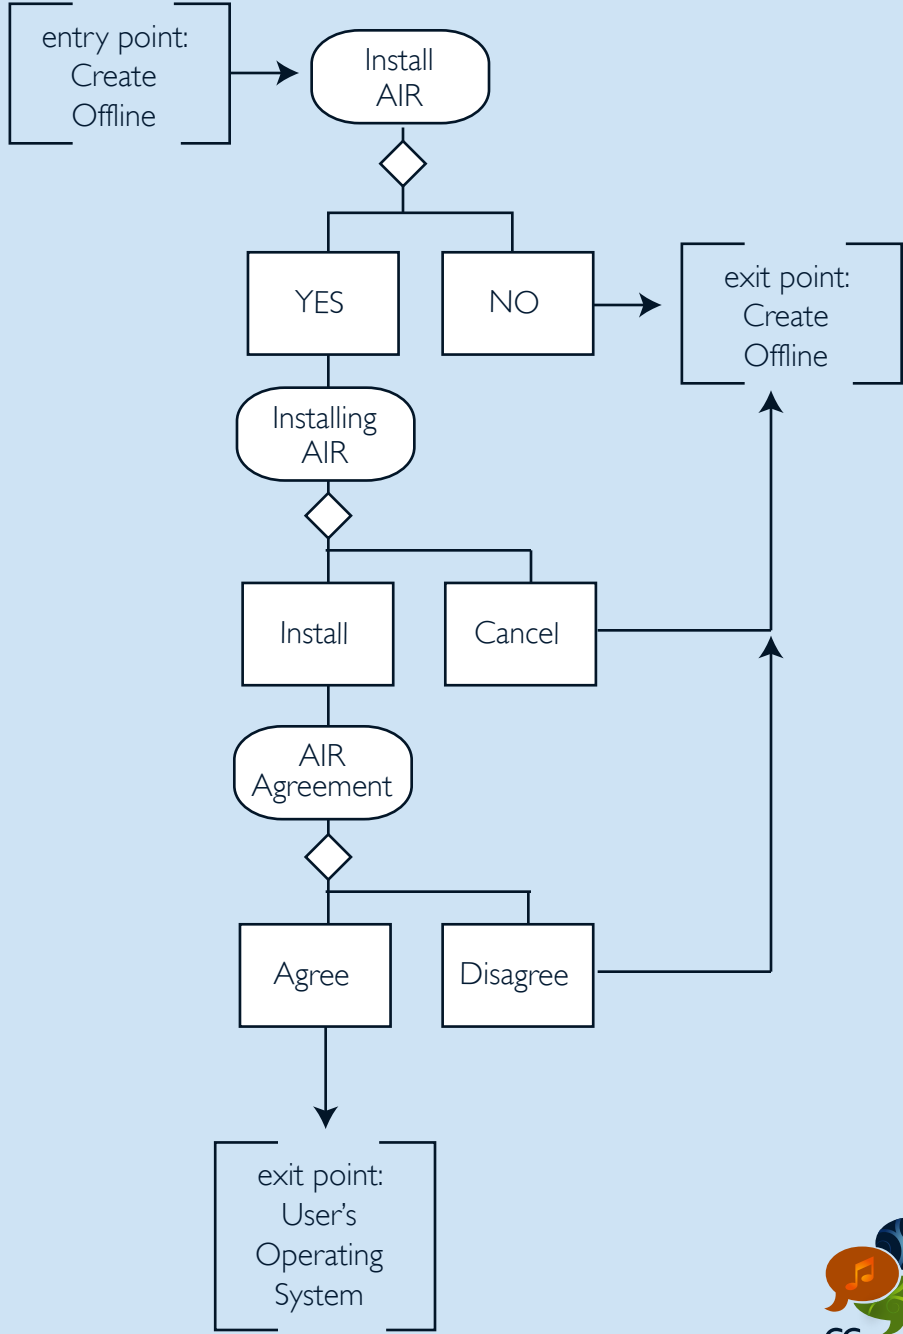 entry point:
Create
Offline
Install
AIR
YES
NO
exit point:
Create
Offline
Installing
AIR
Install
Cancel
AIR
Agreement
Agree
Disagree
exit point:
User's
Operating
System